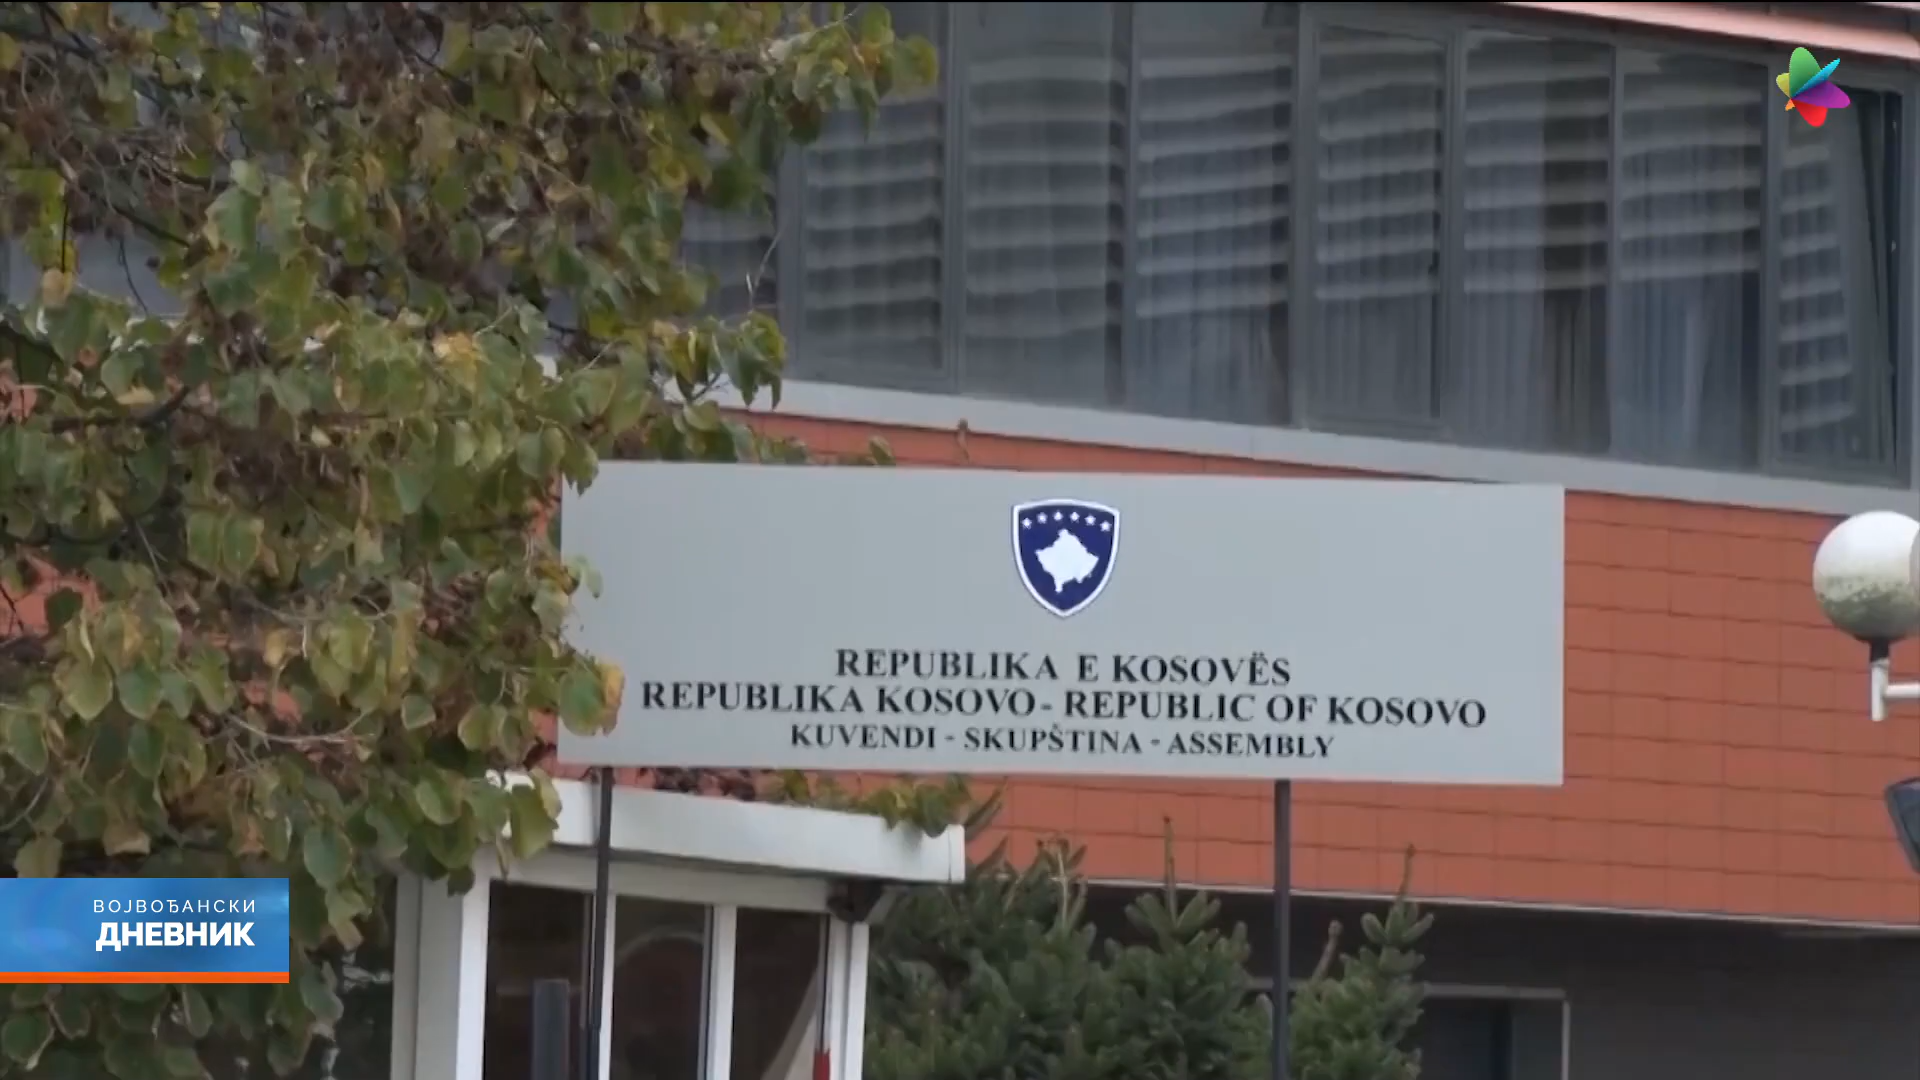 REPUBLIKA E KOSOVËS
REPUBLIKA KOSOVO - REPUBLIC OF KOSOVO
KUVENDI - SKUPŠTINA - ASSEMBLY
ВОЈВОЂАНСКИ
ДНЕВНИК